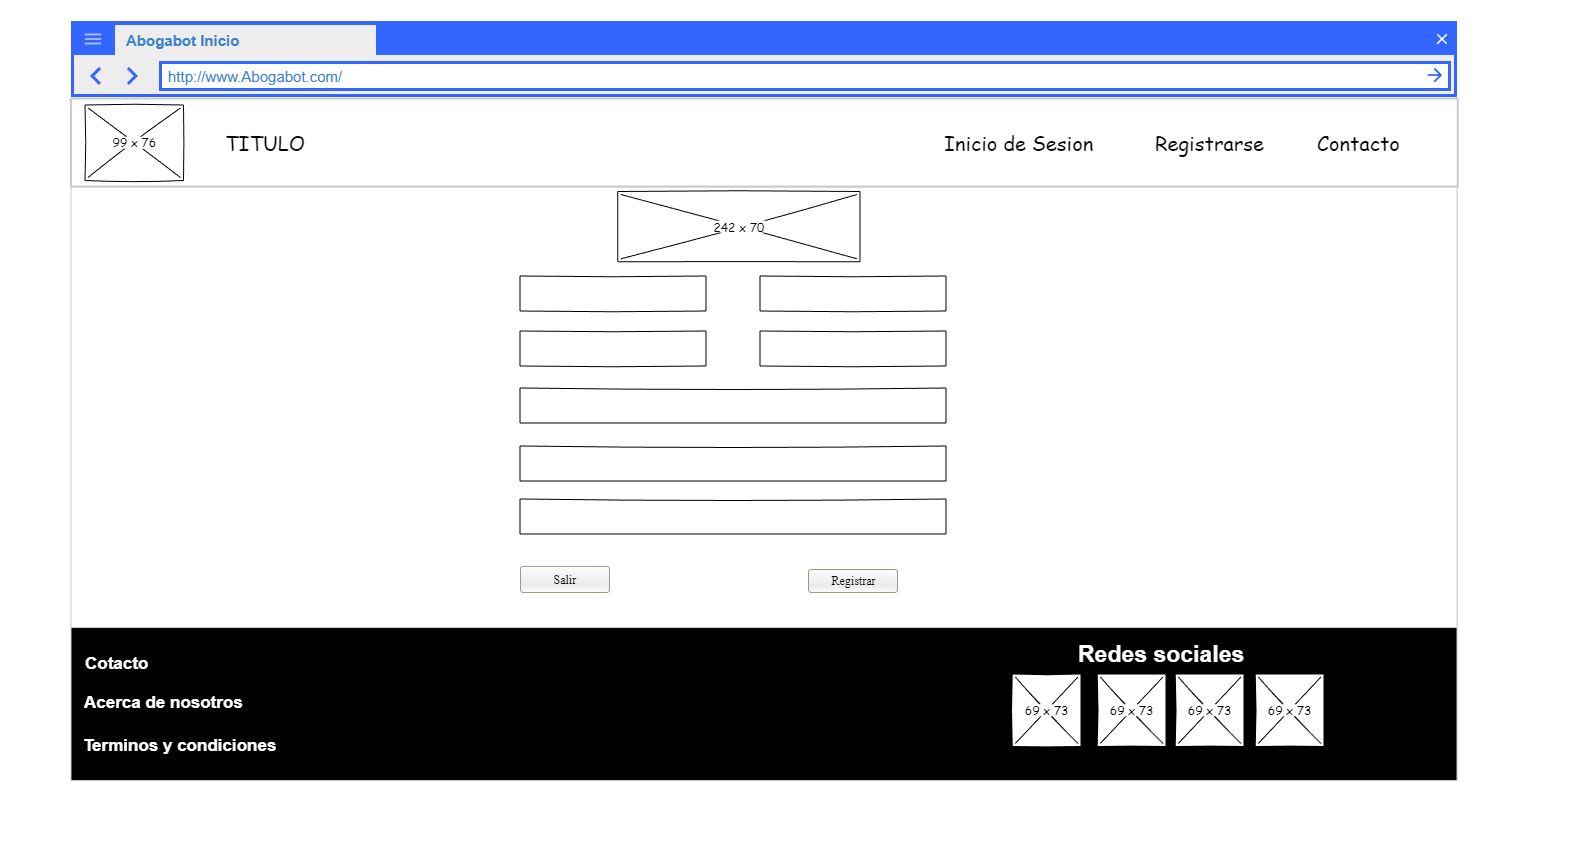 Abogabot Inicio
http://www.Abogabot.com/
99 x 76
TITULO
Inicio de Sesion
Registrarse
Contacto
242 x 70
Salir
Registrar
Cotacto
Acerca de nosotros
Terminos y condiciones
Redes sociales
69 x 73
69 x 73
69 x 73
69 x 73